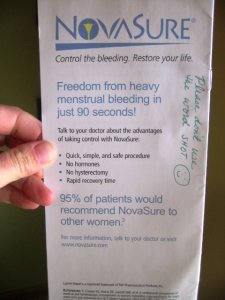 NOVASURE®
Control the bleeding. Restore your life.
Freedom from heavy
menstrual bleeding in
just 90 seconds!
Talk to your doctor about the advantages
of taking control with NovaSure:
• Quick, simple, and safe procedure
• No hormones
• No hysterectomy
• Rapid recovery time
95% of patients would
recommend NovaSure to
other women.²
For more information, talk to your doctor or visit
www.novasure.com
Please don't use
the word shot